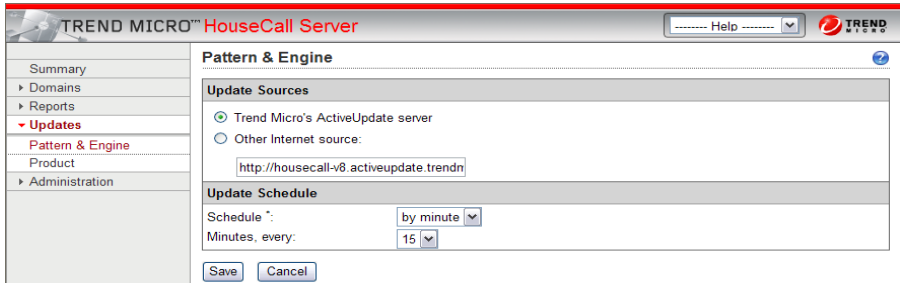 TREND MICRO™ HouseCall Server
-------- Help --------
TREND
MICRO
Summary
Domains
Reports
Updates
Pattern & Engine
Product
Administration
Pattern & Engine
?
Update Sources
Trend Micro's ActiveUpdate server
Other Internet source:
http://housecall-v8.activeupdate.trendn
Update Schedule
Schedule *:
by minute
Minutes, every:
15
Save
Cancel